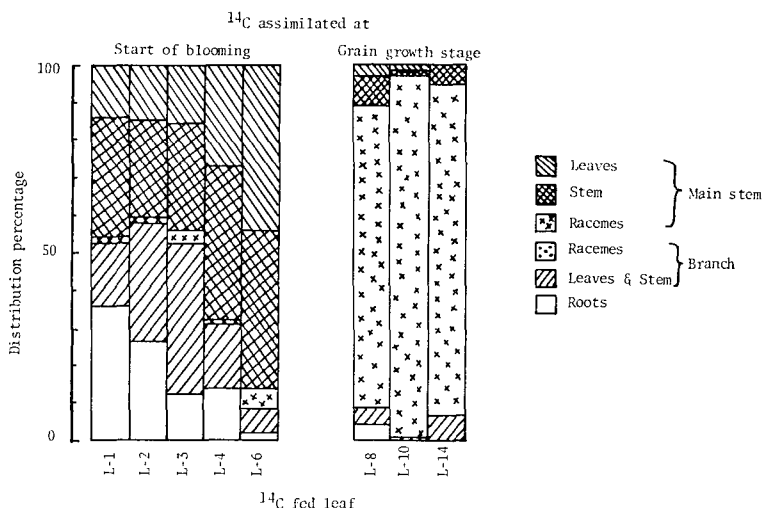 14C assimilated at
Start of blooming
Grain growth stage
100
50
0
Distribution percentage
L-1
L-2
L-3
L-4
L-6
L-8
L-10
L-14
14C fed leaf
Leaves
Stem
Racemes
Main stem
Racemes
Leaves & Stem
Branch
Roots